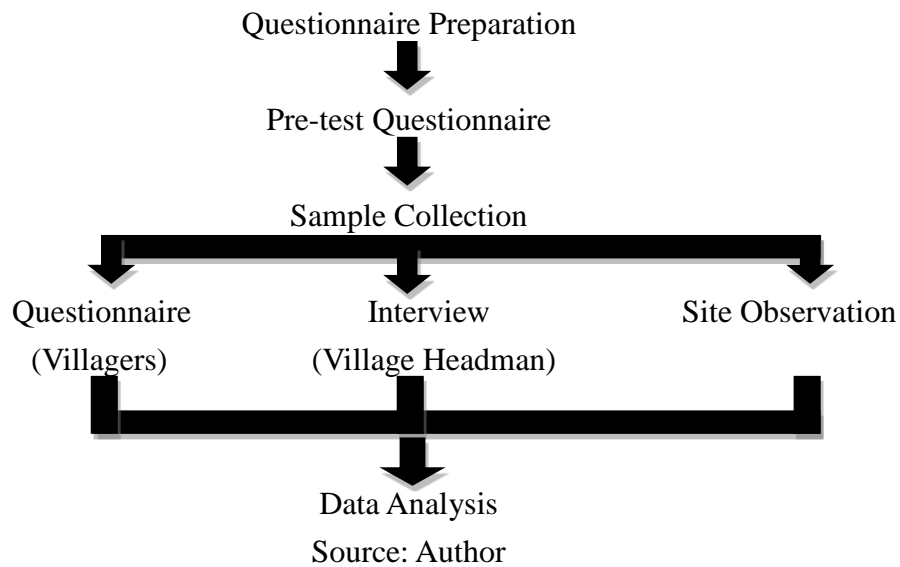 Questionnaire Preparation
Pre-test Questionnaire
Sample Collection
Questionnaire
(Villagers)
Interview
(Village Headman)
Site Observation
Data Analysis
Source: Author